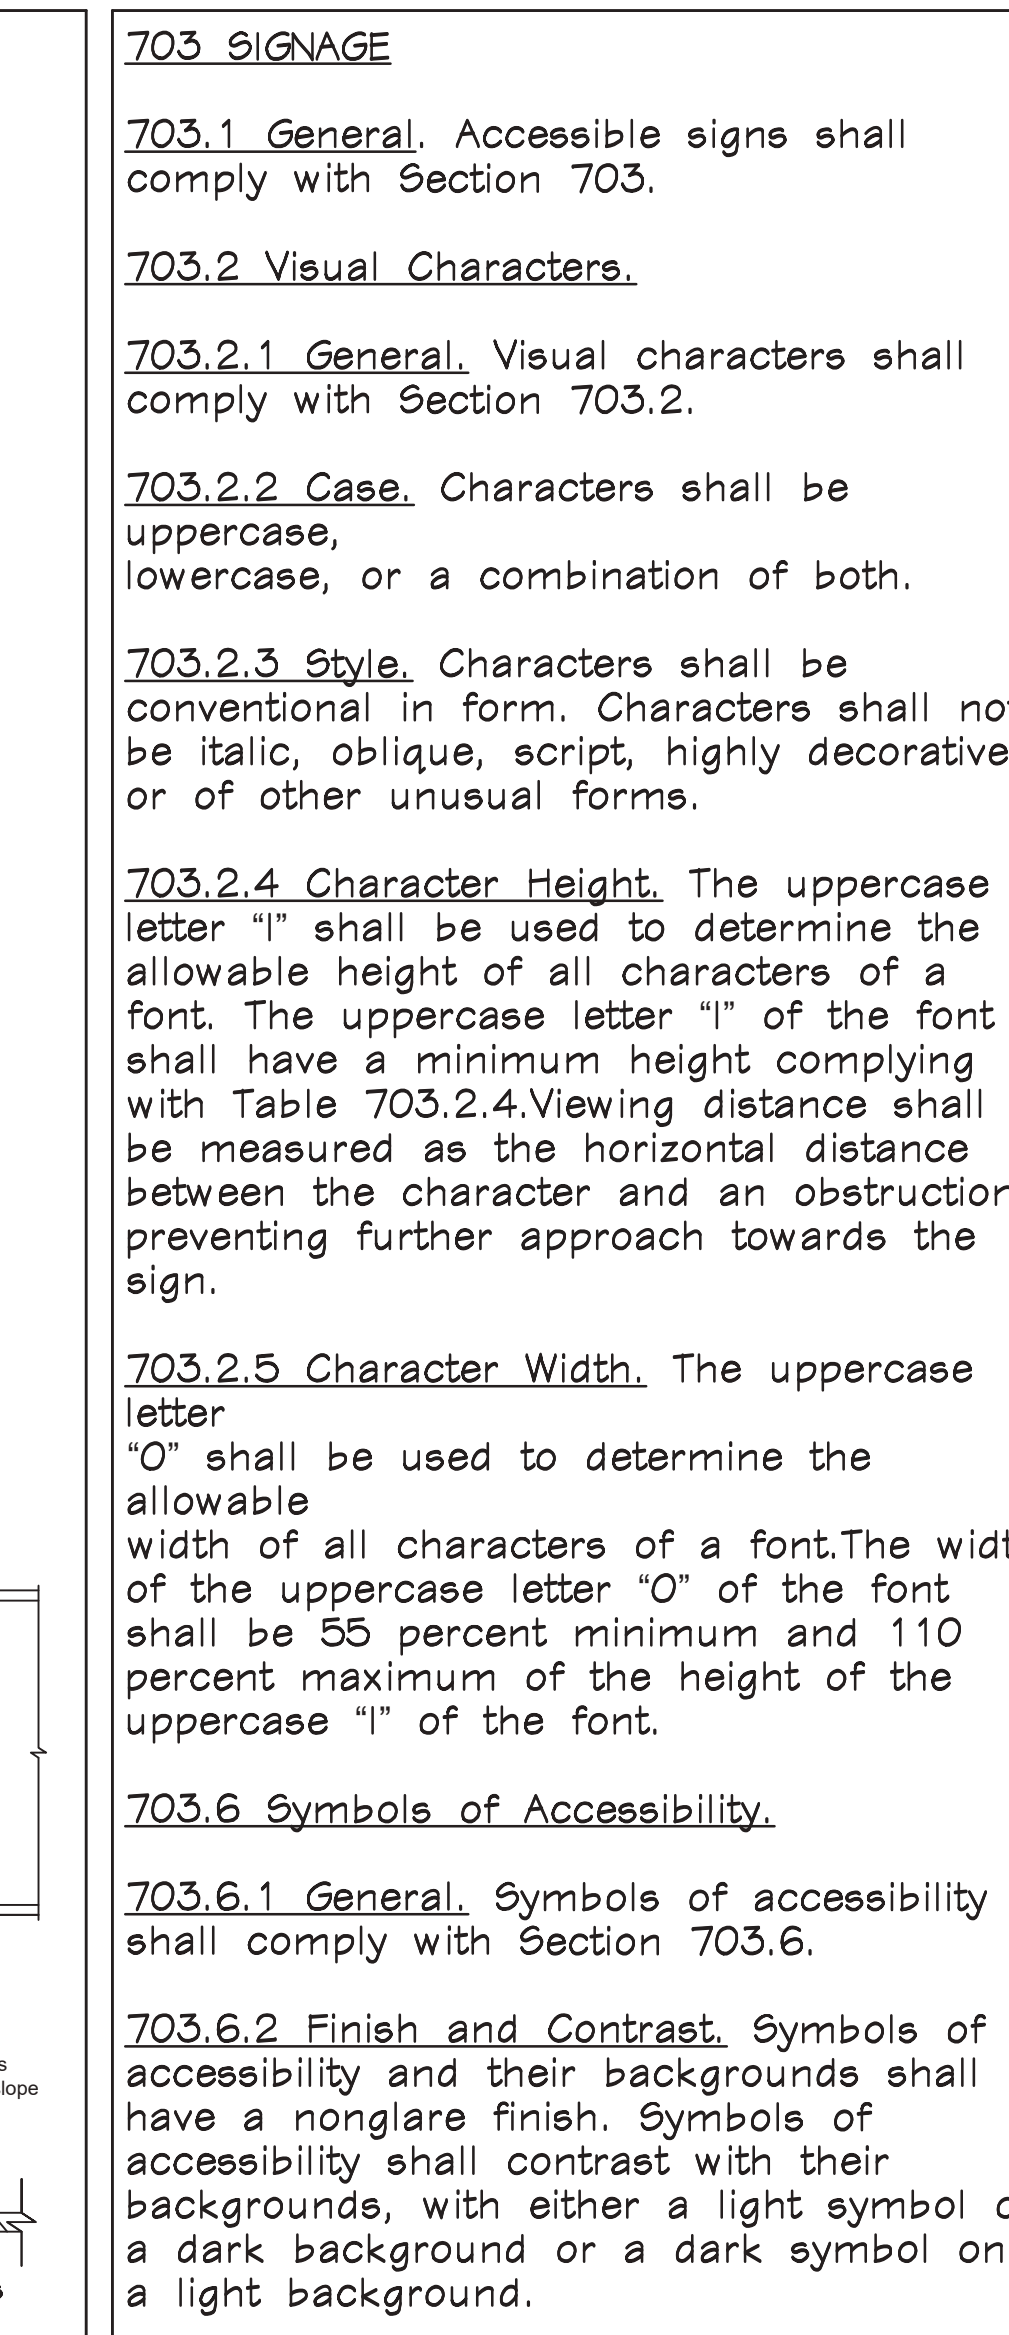 703 SIGNAGE
703.1 General. Accessible signs shall
comply with Section 703.
703.2 Visual Characters.
703.2.1 General. Visual characters shall
comply with Section 703.2.
703.2.2 Case. Characters shall be
uppercase,
lowercase, or a combination of both.
703.2.3 Style. Characters shall be
conventional in form. Characters shall not
be italic, oblique, script, highly decorative
or of other unusual forms.
703.2.4 Character Height. The uppercase
letter “I” shall be used to determine the
allowable height of all characters of a
font. The uppercase letter “I” of the font
shall have a minimum height complying
with Table 703.2.4.Viewing distance shall
be measured as the horizontal distance
between the character and an obstruction
preventing further approach towards the
sign.
703.2.5 Character Width. The uppercase
letter
“O” shall be used to determine the
allowable
width of all characters of a font.The widt
of the uppercase letter “O” of the font
shall be 55 percent minimum and 110
percent maximum of the height of the
uppercase “I” of the font.
703.6 Symbols of Accessibility.
703.6.1 General. Symbols of accessibility
shall comply with Section 703.6.
703.6.2 Finish and Contrast. Symbols of
accessibility and their backgrounds shall
have a nonglare finish. Symbols of
accessibility shall contrast with their
backgrounds, with either a light symbol o
a dark background or a dark symbol on
a light background.
s
lope
s